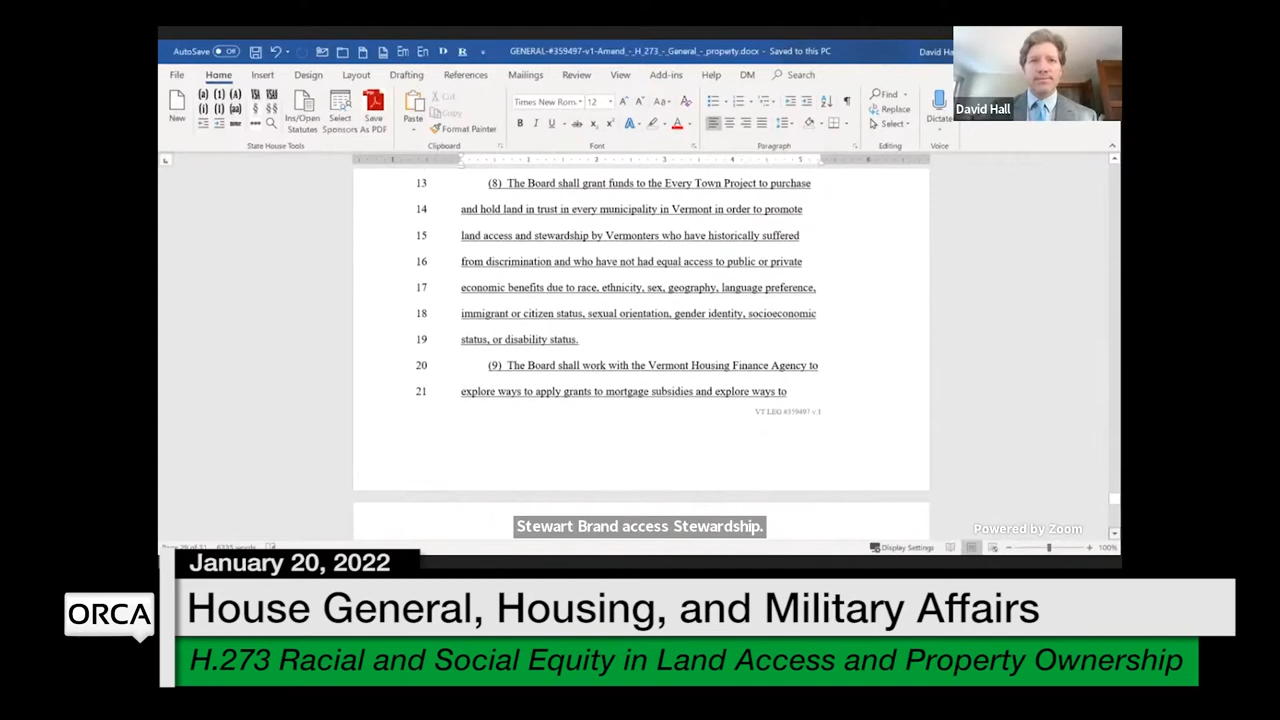 AutoSave Off
GENERAL-#359497-v1-Amend_-_H_273_-_General_-_property.docx - Saved to this PC
David Ha
File Home Insert Design Layout Drafting References Mailings Review View Add-ins Help DM Search
New
Ins/Open Statutes
Select Sponsors
Save As PDF
Paste
Cut
Copy
Format Painter
Times New Rom... 12
Find
Replace
Select
Dictate
State House Tools Clipboard Font Paragraph Editing Voice
David Hall
13 (8) The Board shall grant funds to the Every Town Project to purchase
14 and hold land in trust in every municipality in Vermont in order to promote
15 land access and stewardship by Vermonters who have historically suffered
16 from discrimination and who have not had equal access to public or private
17 economic benefits due to race, ethnicity, sex, geography, language preference,
18 immigrant or citizen status, sexual orientation, gender identity, socioeconomic
19 status, or disability status.
20 (9) The Board shall work with the Vermont Housing Finance Agency to
21 explore ways to apply grants to mortgage subsidies and explore ways to
VT LEG #359497 v.1
Stewart Brand access Stewardship.
Powered by Zoom
Display Settings
100%
January 20, 2022
ORCA
House General, Housing, and Military Affairs
H.273 Racial and Social Equity in Land Access and Property Ownership